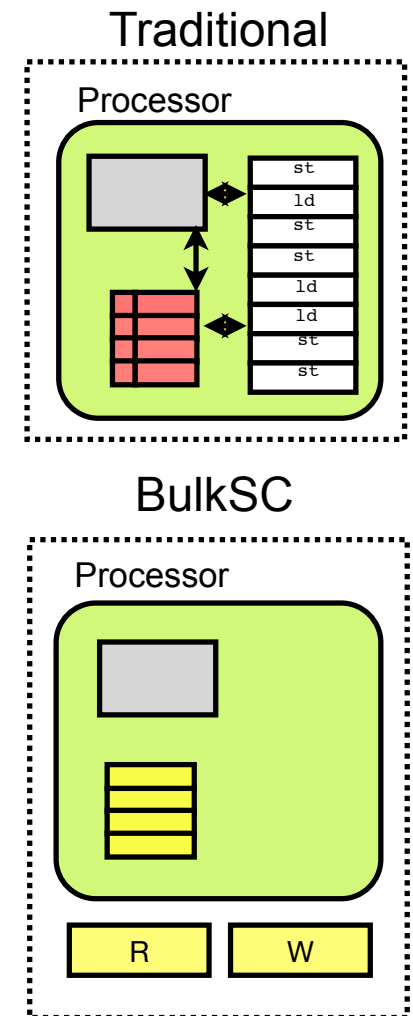 Traditional
Processor
st
ld
st
st
ld
ld
st
st
BulkSC
Processor
R W